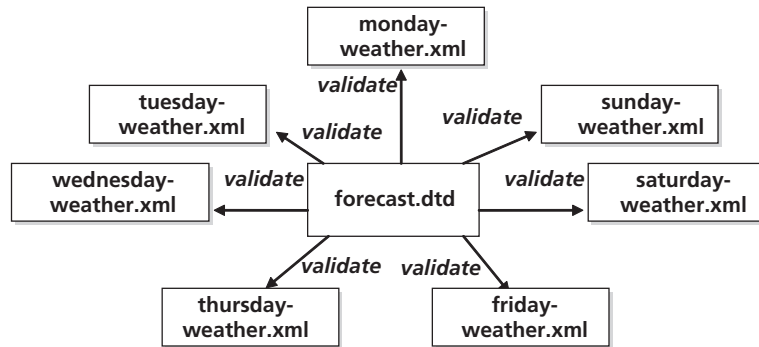 monday-
weather.xml
validate
tuesday-
weather.xml
validate
validate
sunday-
weather.xml
wednesday-
weather.xml
validate
forecast.dtd
validate
saturday-
weather.xml
validate
validate
thursday-
weather.xml
friday-
weather.xml